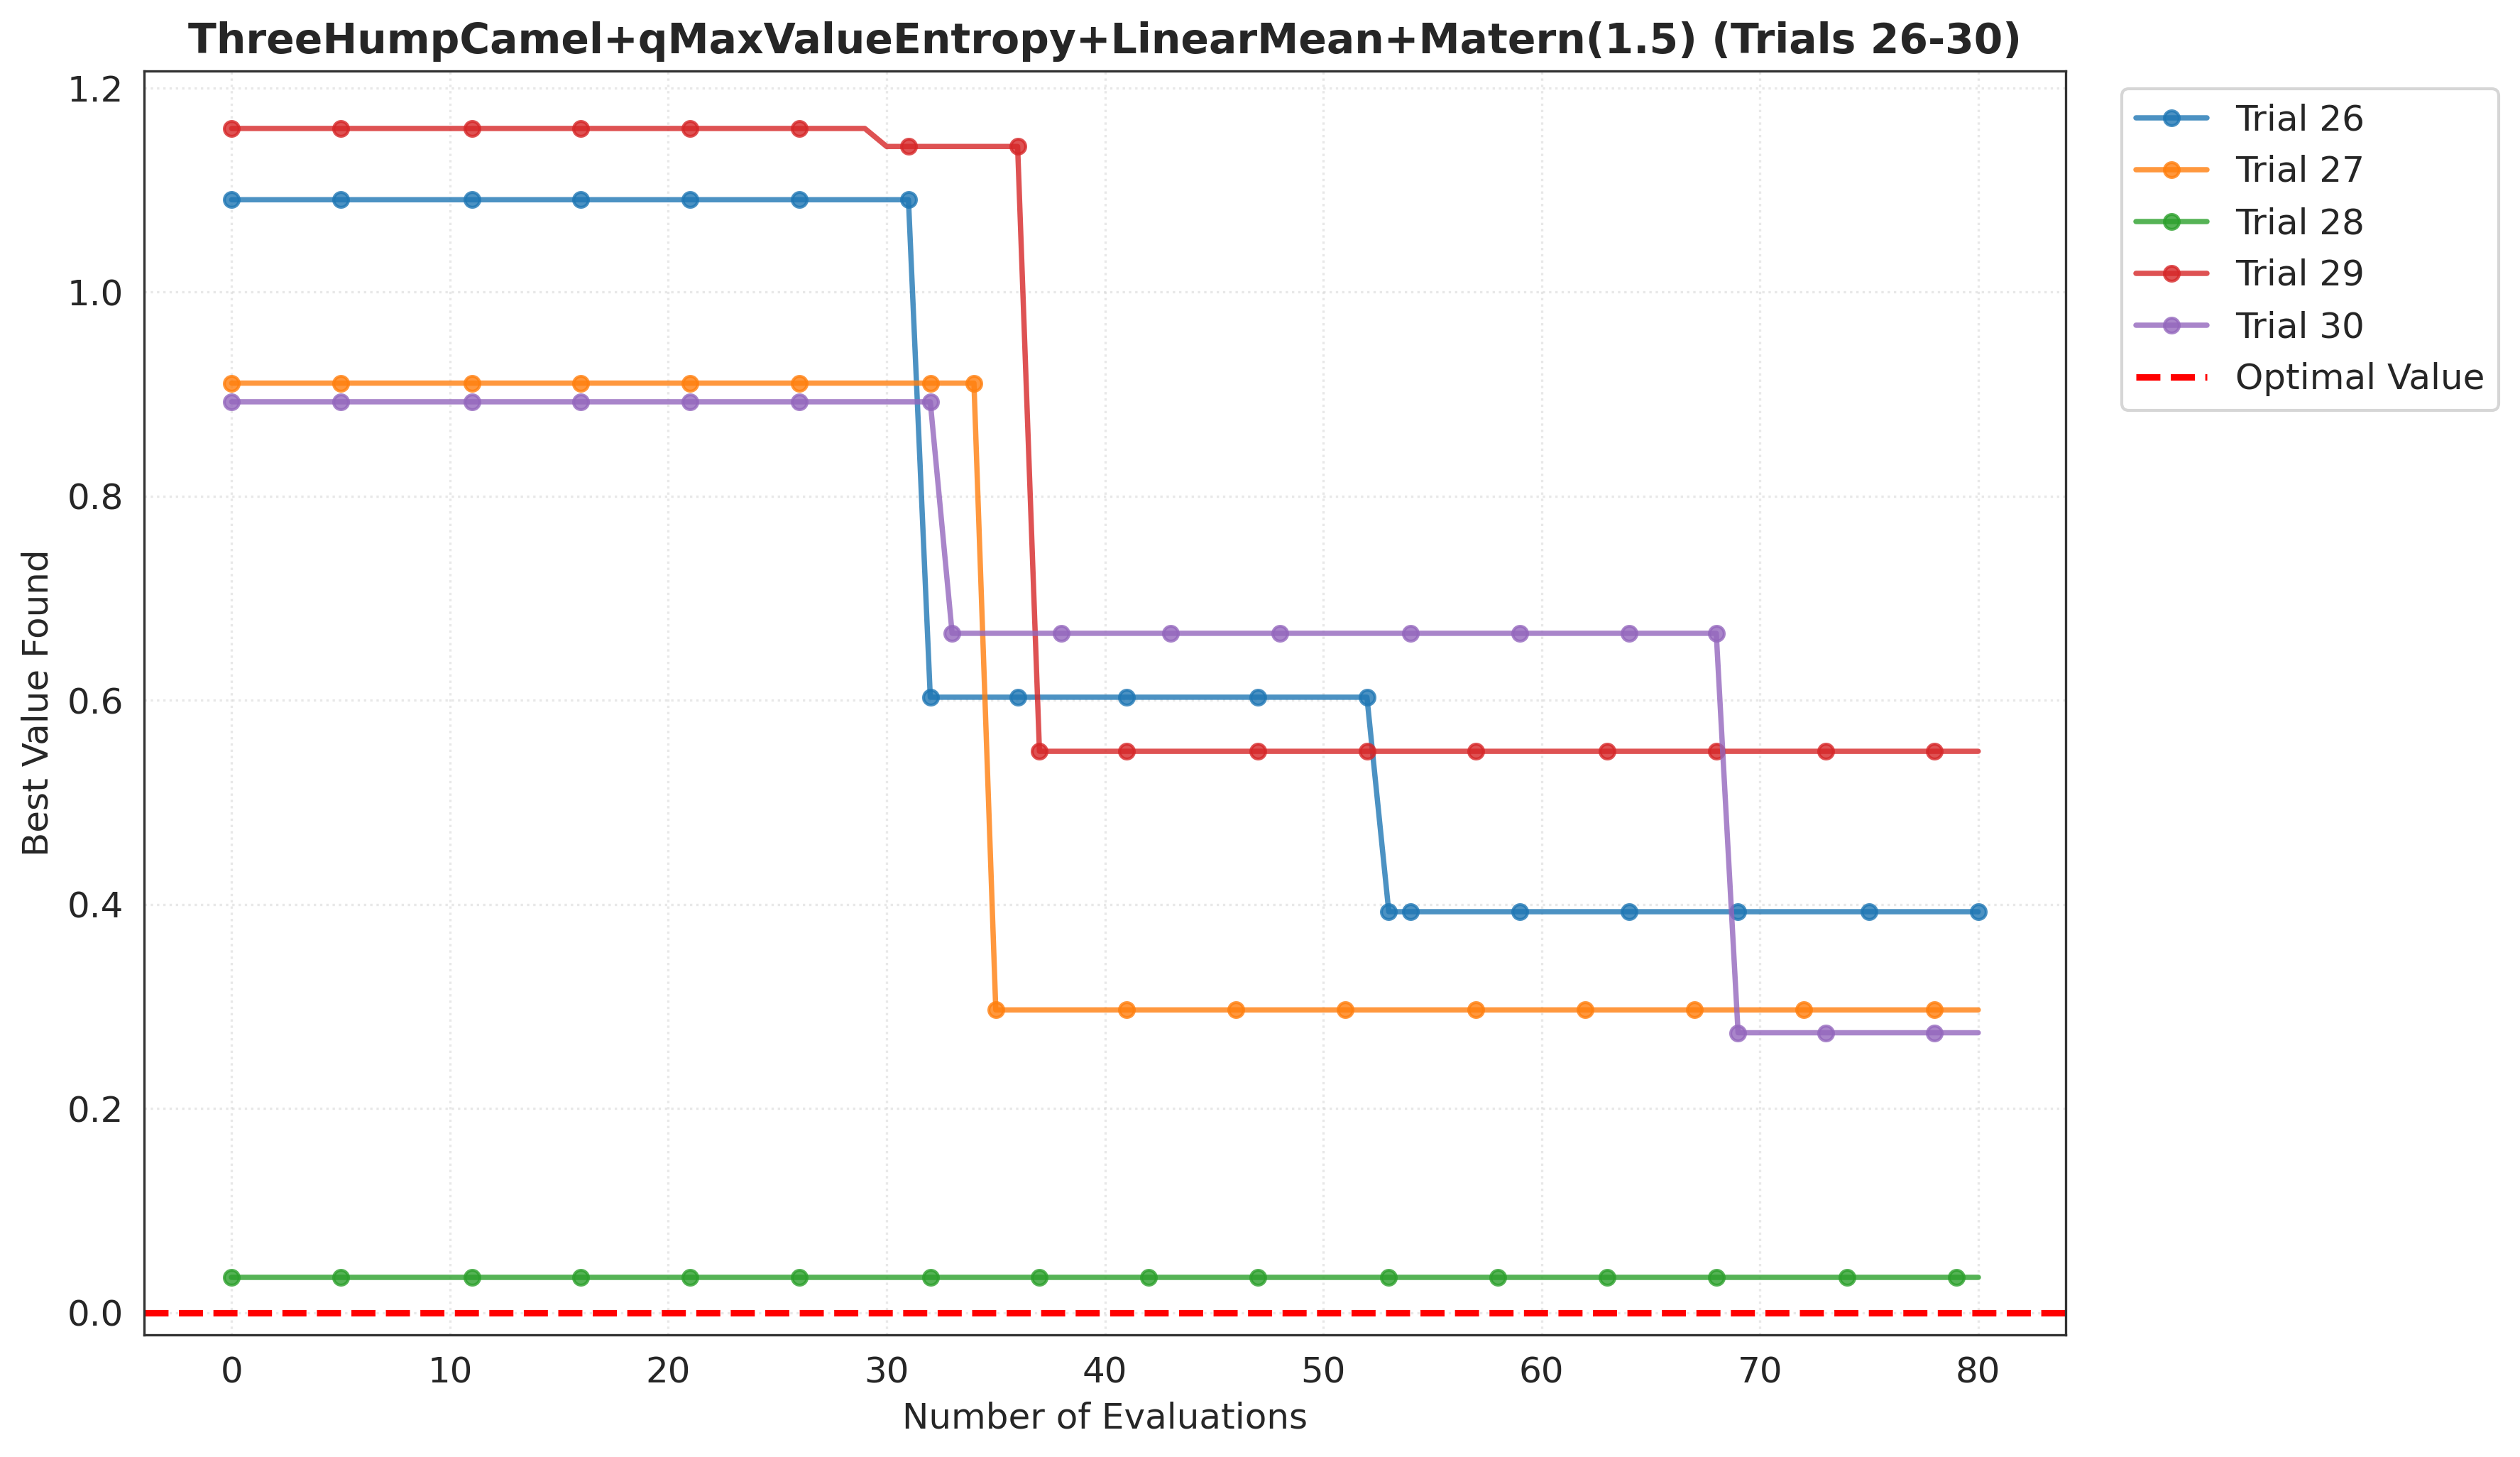 ThreeHumpCamel+qMaxValueEntropy+LinearMean+Matern(1.5) (Trials 26-30)
1.2
1.0
0.8
0.6
0.4
0.2
0.0
Best Value Found
0 10 20 30 40 50 60 70 80
Number of Evaluations
Trial 26
Trial 27
Trial 28
Trial 29
Trial 30
Optimal Value